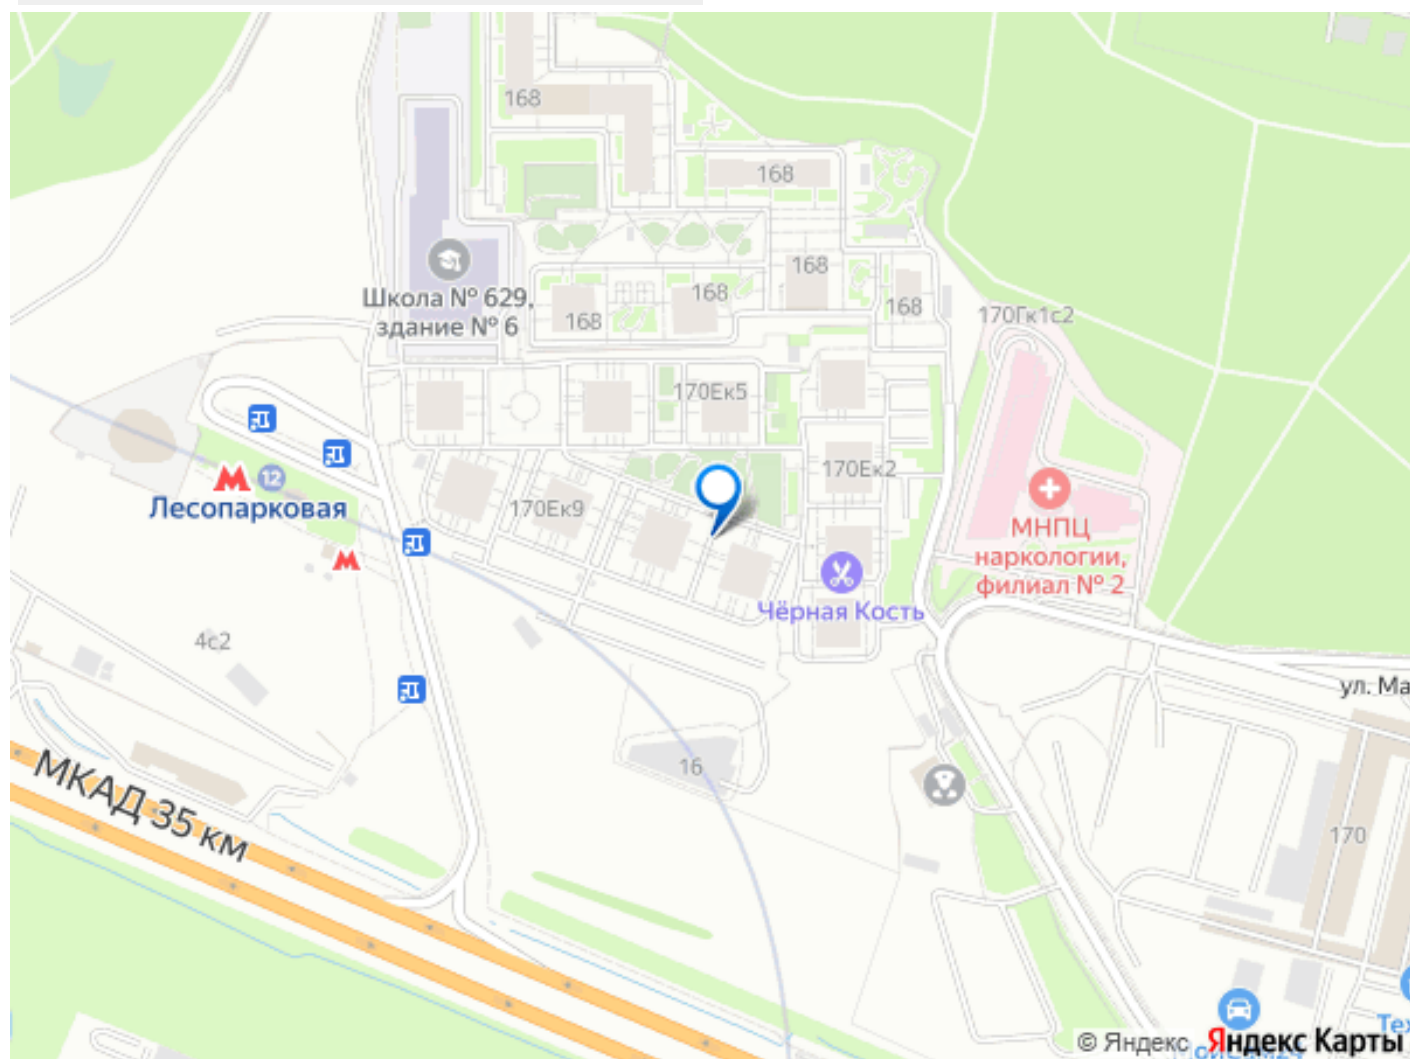 168
168
168
168
168
168
Школа № 629,
здание № 6
170Гк1с2
170Ек5
170Ек2
М
12
Лесопарковая
170Ек9
МНПЦ
наркологии,
филиал № 2
М
Чёрная Кость
4с2
ул. Ма
16
МКАД 35 км
170
Тех
© Яндекс Яндекс Карты